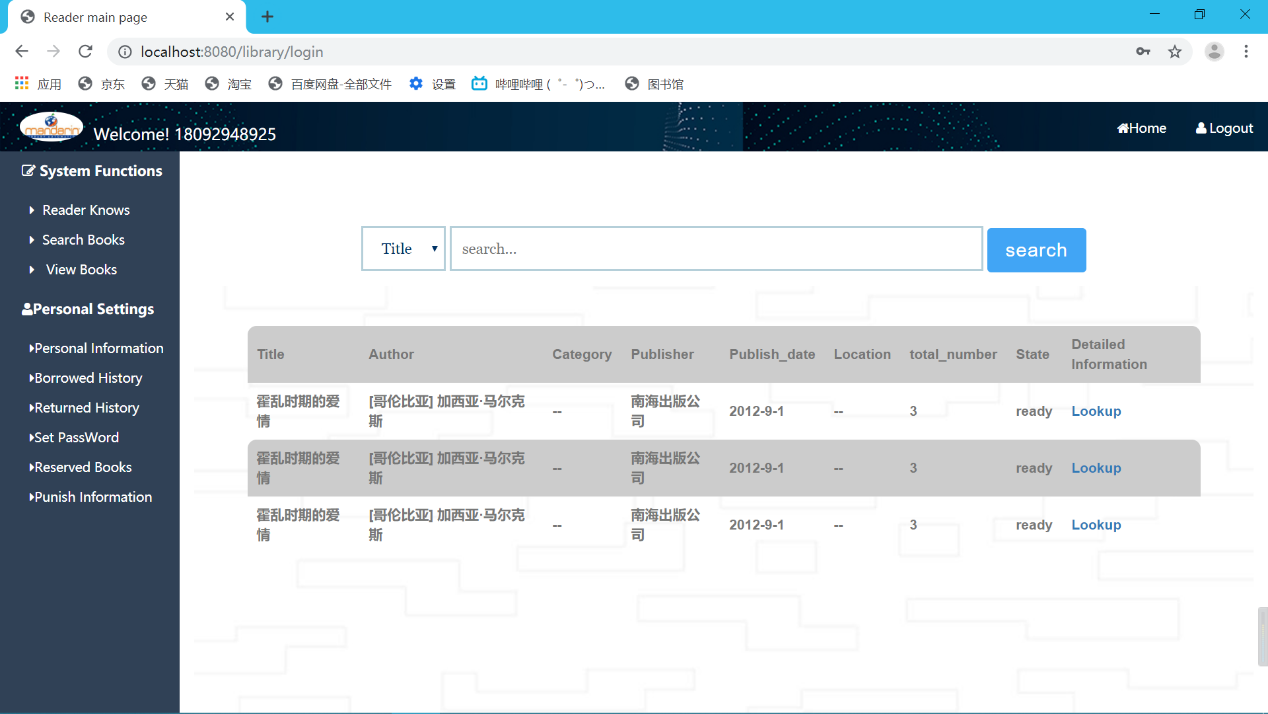 Reader main page
localhost:8080/library/login
应用 京东 天猫 淘宝 百度网盘-全部文件 设置 哔哩哔哩 (゜-゜)つ... 图书馆
mandarin
Welcome! 18092948925
Home Logout
System Functions
Reader Knows
Search Books
View Books
Personal Settings
Personal Information
Borrowed History
Returned History
Set PassWord
Reserved Books
Punish Information
Title search... search
Title Author Category Publisher Publish_date Location total_number State Detailed Information
霍乱时期的爱情 [哥伦比亚] 加西亚·马尔克斯 -- 南海出版公司 2012-9-1 -- 3 ready Lookup
霍乱时期的爱情 [哥伦比亚] 加西亚·马尔克斯 -- 南海出版公司 2012-9-1 -- 3 ready Lookup
霍乱时期的爱情 [哥伦比亚] 加西亚·马尔克斯 -- 南海出版公司 2012-9-1 -- 3 ready Lookup